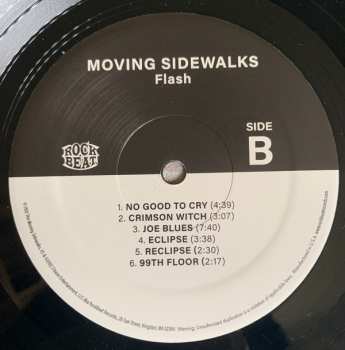 MOVING SIDEWALKS
Flash
ROCK
BEAT
SIDE
B
1. NO GOOD TO CRY (4:39)
2. CRIMSON WITCH (3:07)
3. JOE BLUES (7:40)
4. ECLIPSE (3:38)
5. RECLIPSE (2:30)
6. 99TH FLOOR (2:17)